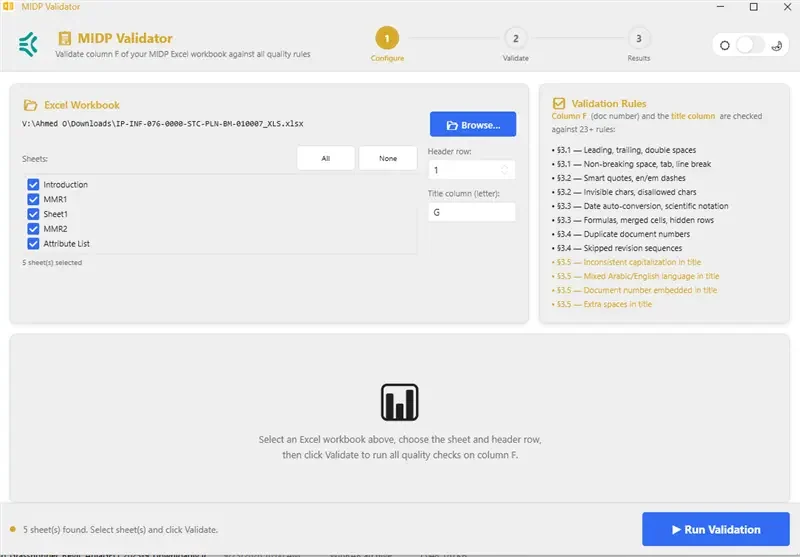 MIDP Validator
MIDP Validator
Validate column F of your MIDP Excel workbook against all quality rules
1
Configure
2
Validate
3
Results
Excel Workbook
V:\Ahmed O\Downloads\IP-INF-076-0000-STC-PLN-BM-010007_XLS.xlsx
Browse...
Sheets:
All
None
Header row:
1
Title column (letter):
G
Introduction
MMR1
Sheet1
MMR2
Attribute List
5 sheet(s) selected
Validation Rules
Column F (doc number) and the title column are checked
against 23+ rules:
• §3.1 — Leading, trailing, double spaces
• §3.1 — Non-breaking space, tab, line break
• §3.2 — Smart quotes, en/em dashes
• §3.2 — Invisible chars, disallowed chars
• §3.3 — Date auto-conversion, scientific notation
• §3.3 — Formulas, merged cells, hidden rows
• §3.4 — Duplicate document numbers
• §3.4 — Skipped revision sequences
• §3.5 — Inconsistent capitalization in title
• §3.5 — Mixed Arabic/English language in title
• §3.5 — Document number embedded in title
• §3.5 — Extra spaces in title
Select an Excel workbook above, choose the sheet and header row,
then click Validate to run all quality checks on column F.
5 sheet(s) found. Select sheet(s) and click Validate.
▶ Run Validation